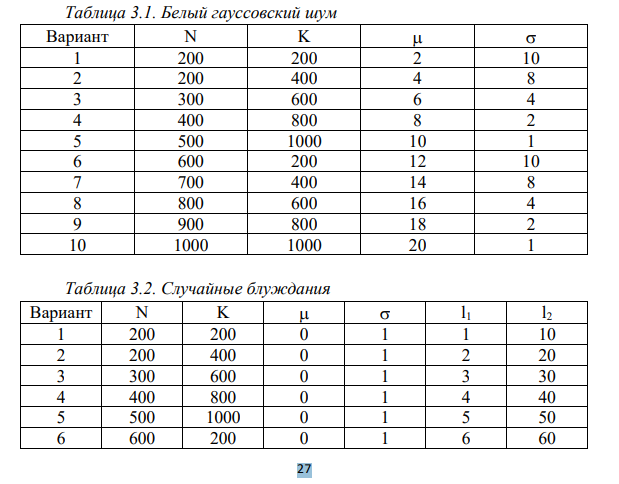 Таблица 3.1. Белый гауссовский шум
Вариант N K μ σ
1 200 200 2 10
2 200 400 4 8
3 300 600 6 4
4 400 800 8 2
5 500 1000 10 1
6 600 200 12 10
7 700 400 14 8
8 800 600 16 4
9 900 800 18 2
10 1000 1000 20 1
Таблица 3.2. Случайные блуждания
Вариант N K μ σ l₁ l₂
1 200 200 0 1 1 10
2 200 400 0 1 2 20
3 300 600 0 1 3 30
4 400 800 0 1 4 40
5 500 1000 0 1 5 50
6 600 200 0 1 6 60
27